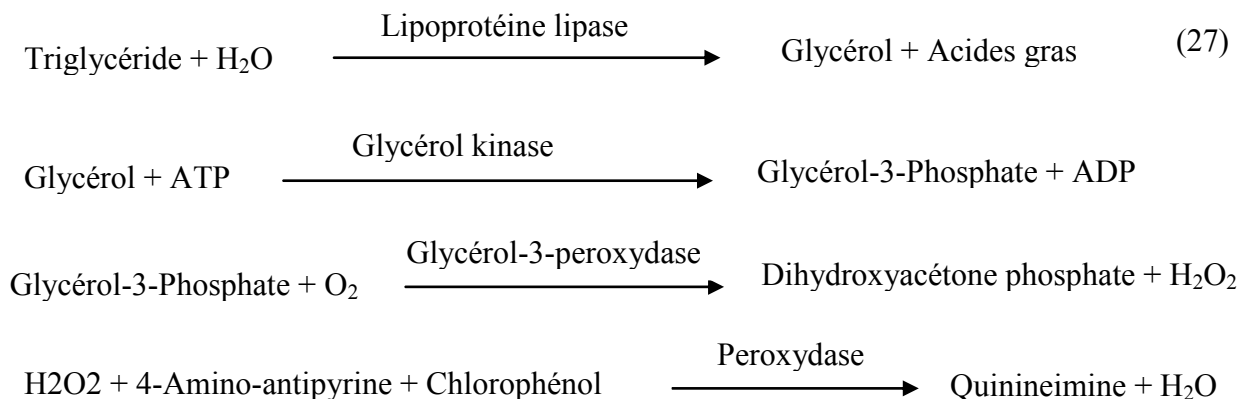 Lipoprotéine lipase
Triglycéride + H₂O ⟶ Glycérol + Acides gras (27)
Glycérol kinase
Glycérol + ATP ⟶ Glycérol-3-Phosphate + ADP
Glycérol-3-peroxydase
Glycérol-3-Phosphate + O₂ ⟶ Dihydroxyacétone phosphate + H₂O₂
Peroxydase
H2O2 + 4-Amino-antipyrine + Chlorophénol ⟶ Quinineimine + H₂O